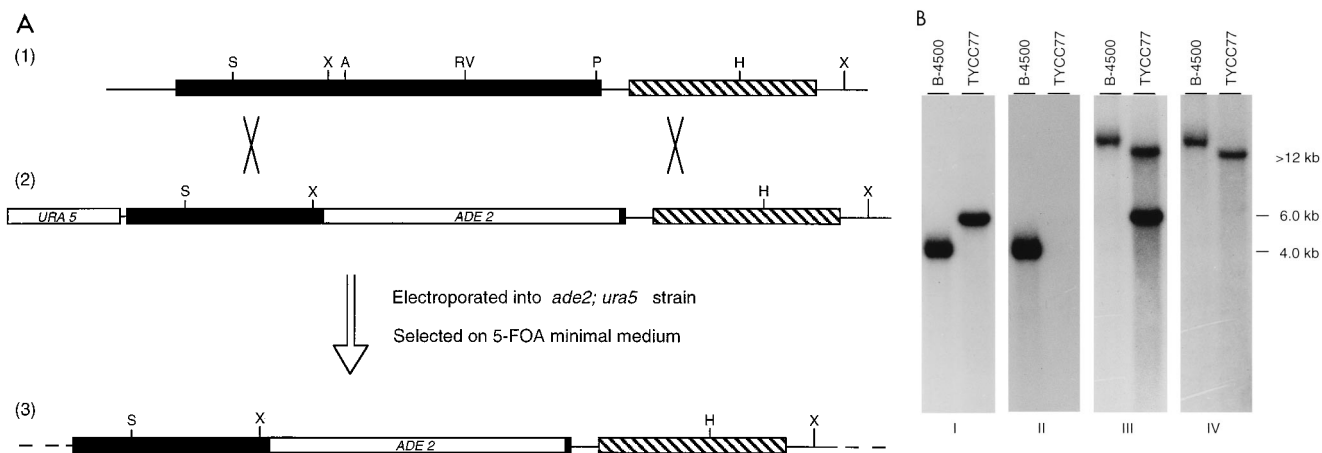 A
(1)
S X A RV P H X
(2)
S X H X
URA 5 ADE 2
Electroporated into ade2; ura5 strain
Selected on 5-FOA minimal medium
(3)
S X H X
ADE 2
B
B-4500 TYCC77 B-4500 TYCC77 B-4500 TYCC77 B-4500 TYCC77
>12 kb
6.0 kb
4.0 kb
I II III IV